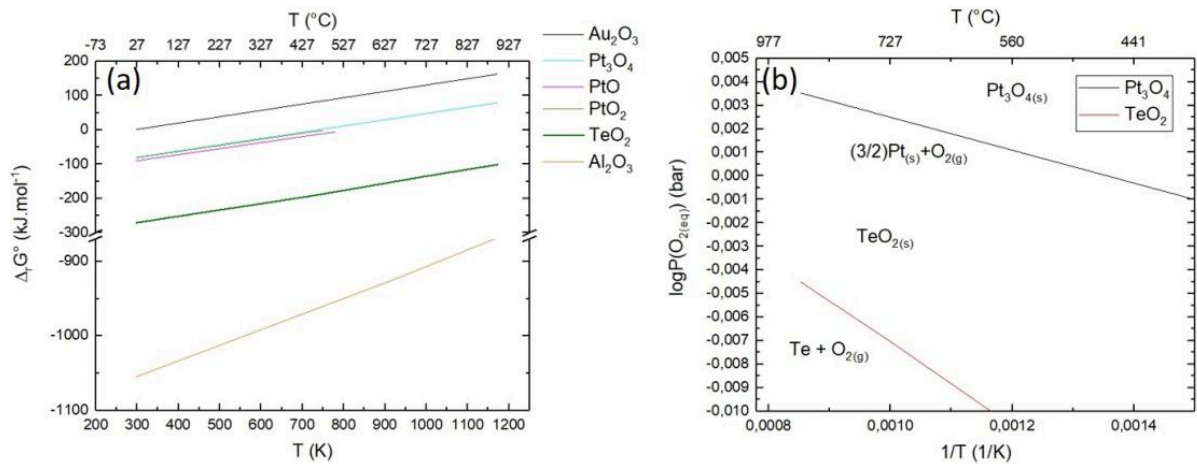 T (°C)
-73 27 127 227 327 427 527 627 727 827 927
(a)
200
100
0
-100
-200
-300
-900
-1000
-1100
ΔrG° (kJ.mol⁻¹)
200 300 400 500 600 700 800 900 1000 1100 1200
T (K)
Au₂O₃
Pt₃O₄
PtO
PtO₂
TeO₂
Al₂O₃
T (°C)
977 727 560 441
(b)
0,005
0,004
0,003
0,002
0,001
0,000
-0,001
-0,002
-0,003
-0,004
-0,005
-0,006
-0,007
-0,008
-0,009
-0,010
logP(O₂₍eq₎) (bar)
Pt₃O₄₍s₎
Pt₃O₄
TeO₂
(3/2)Pt₍s₎+O₂₍g₎
TeO₂₍s₎
Te + O₂₍g₎
0,0008 0,0010 0,0012 0,0014
1/T (1/K)